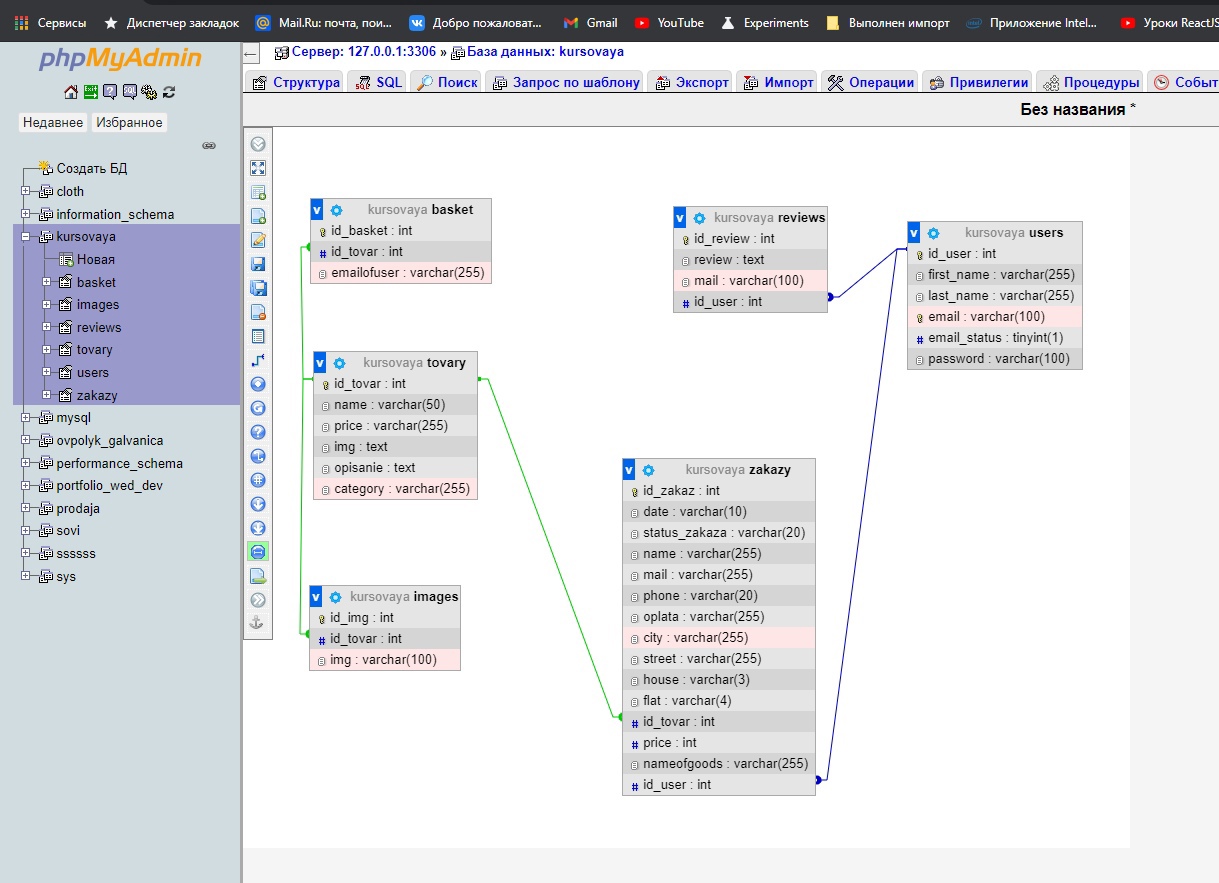 Сервисы
Диспетчер закладок
Mail.Ru: почта, пои...
Добро пожаловат...
Gmail
YouTube
Experiments
Выполнен импорт
Приложение Intel...
Уроки ReactJS
phpMyAdmin
Недавнее
Избранное
Создать БД
cloth
information_schema
kursovaya
Новая
basket
images
reviews
tovary
users
zakazy
mysql
ovpolyk_galvanica
performance_schema
portfolio_wed_dev
prodaja
sovi
ssssss
sys
Сервер: 127.0.0.1:3306 » База данных: kursovaya
Структура
SQL
Поиск
Запрос по шаблону
Экспорт
Импорт
Операции
Привилегии
Процедуры
Событ
Без названия *
v kursovaya basket
id_basket : int
# id_tovar : int
emailofuser : varchar(255)
v kursovaya reviews
id_review : int
review : text
mail : varchar(100)
# id_user : int
v kursovaya users
id_user : int
first_name : varchar(255)
last_name : varchar(255)
email : varchar(100)
# email_status : tinyint(1)
password : varchar(100)
v kursovaya tovary
id_tovar : int
name : varchar(50)
price : varchar(255)
img : text
opisanie : text
category : varchar(255)
v kursovaya images
id_img : int
# id_tovar : int
img : varchar(100)
v kursovaya zakazy
id_zakaz : int
date : varchar(10)
status_zakaza : varchar(20)
name : varchar(255)
mail : varchar(255)
phone : varchar(20)
oplata : varchar(255)
city : varchar(255)
street : varchar(255)
house : varchar(3)
flat : varchar(4)
# id_tovar : int
# price : int
nameofgoods : varchar(255)
# id_user : int